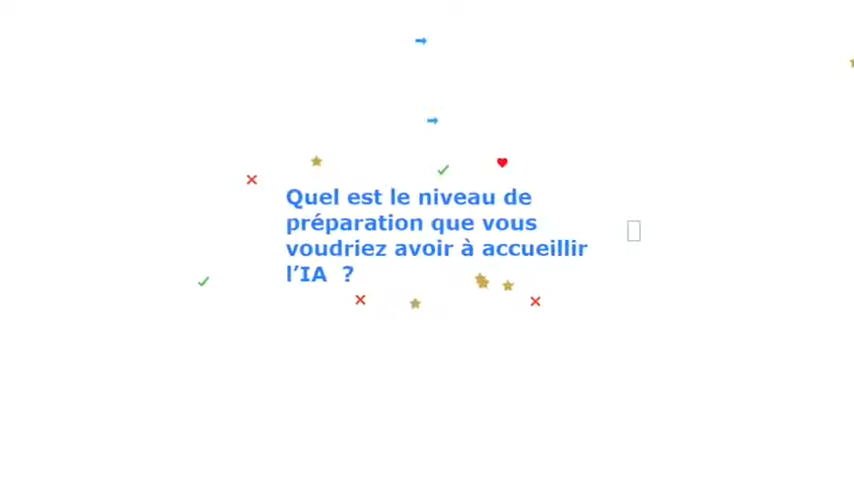 Quel est le niveau de
préparation que vous
voudriez avoir à accueillir
l’IA  ?